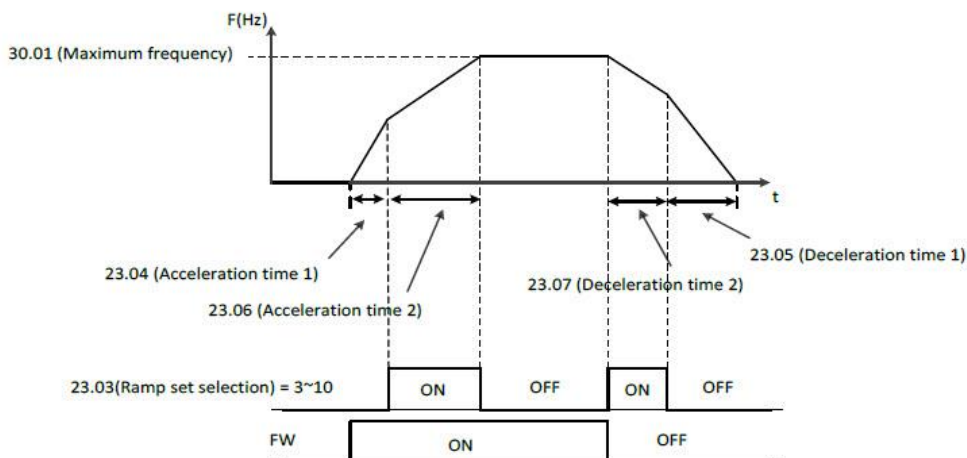 F(Hz)
30.01 (Maximum frequency)
t
23.04 (Acceleration time 1)
23.05 (Deceleration time 1)
23.07 (Deceleration time 2)
23.06 (Acceleration time 2)
23.03(Ramp set selection) = 3~10 ON OFF ON OFF
FW ON OFF